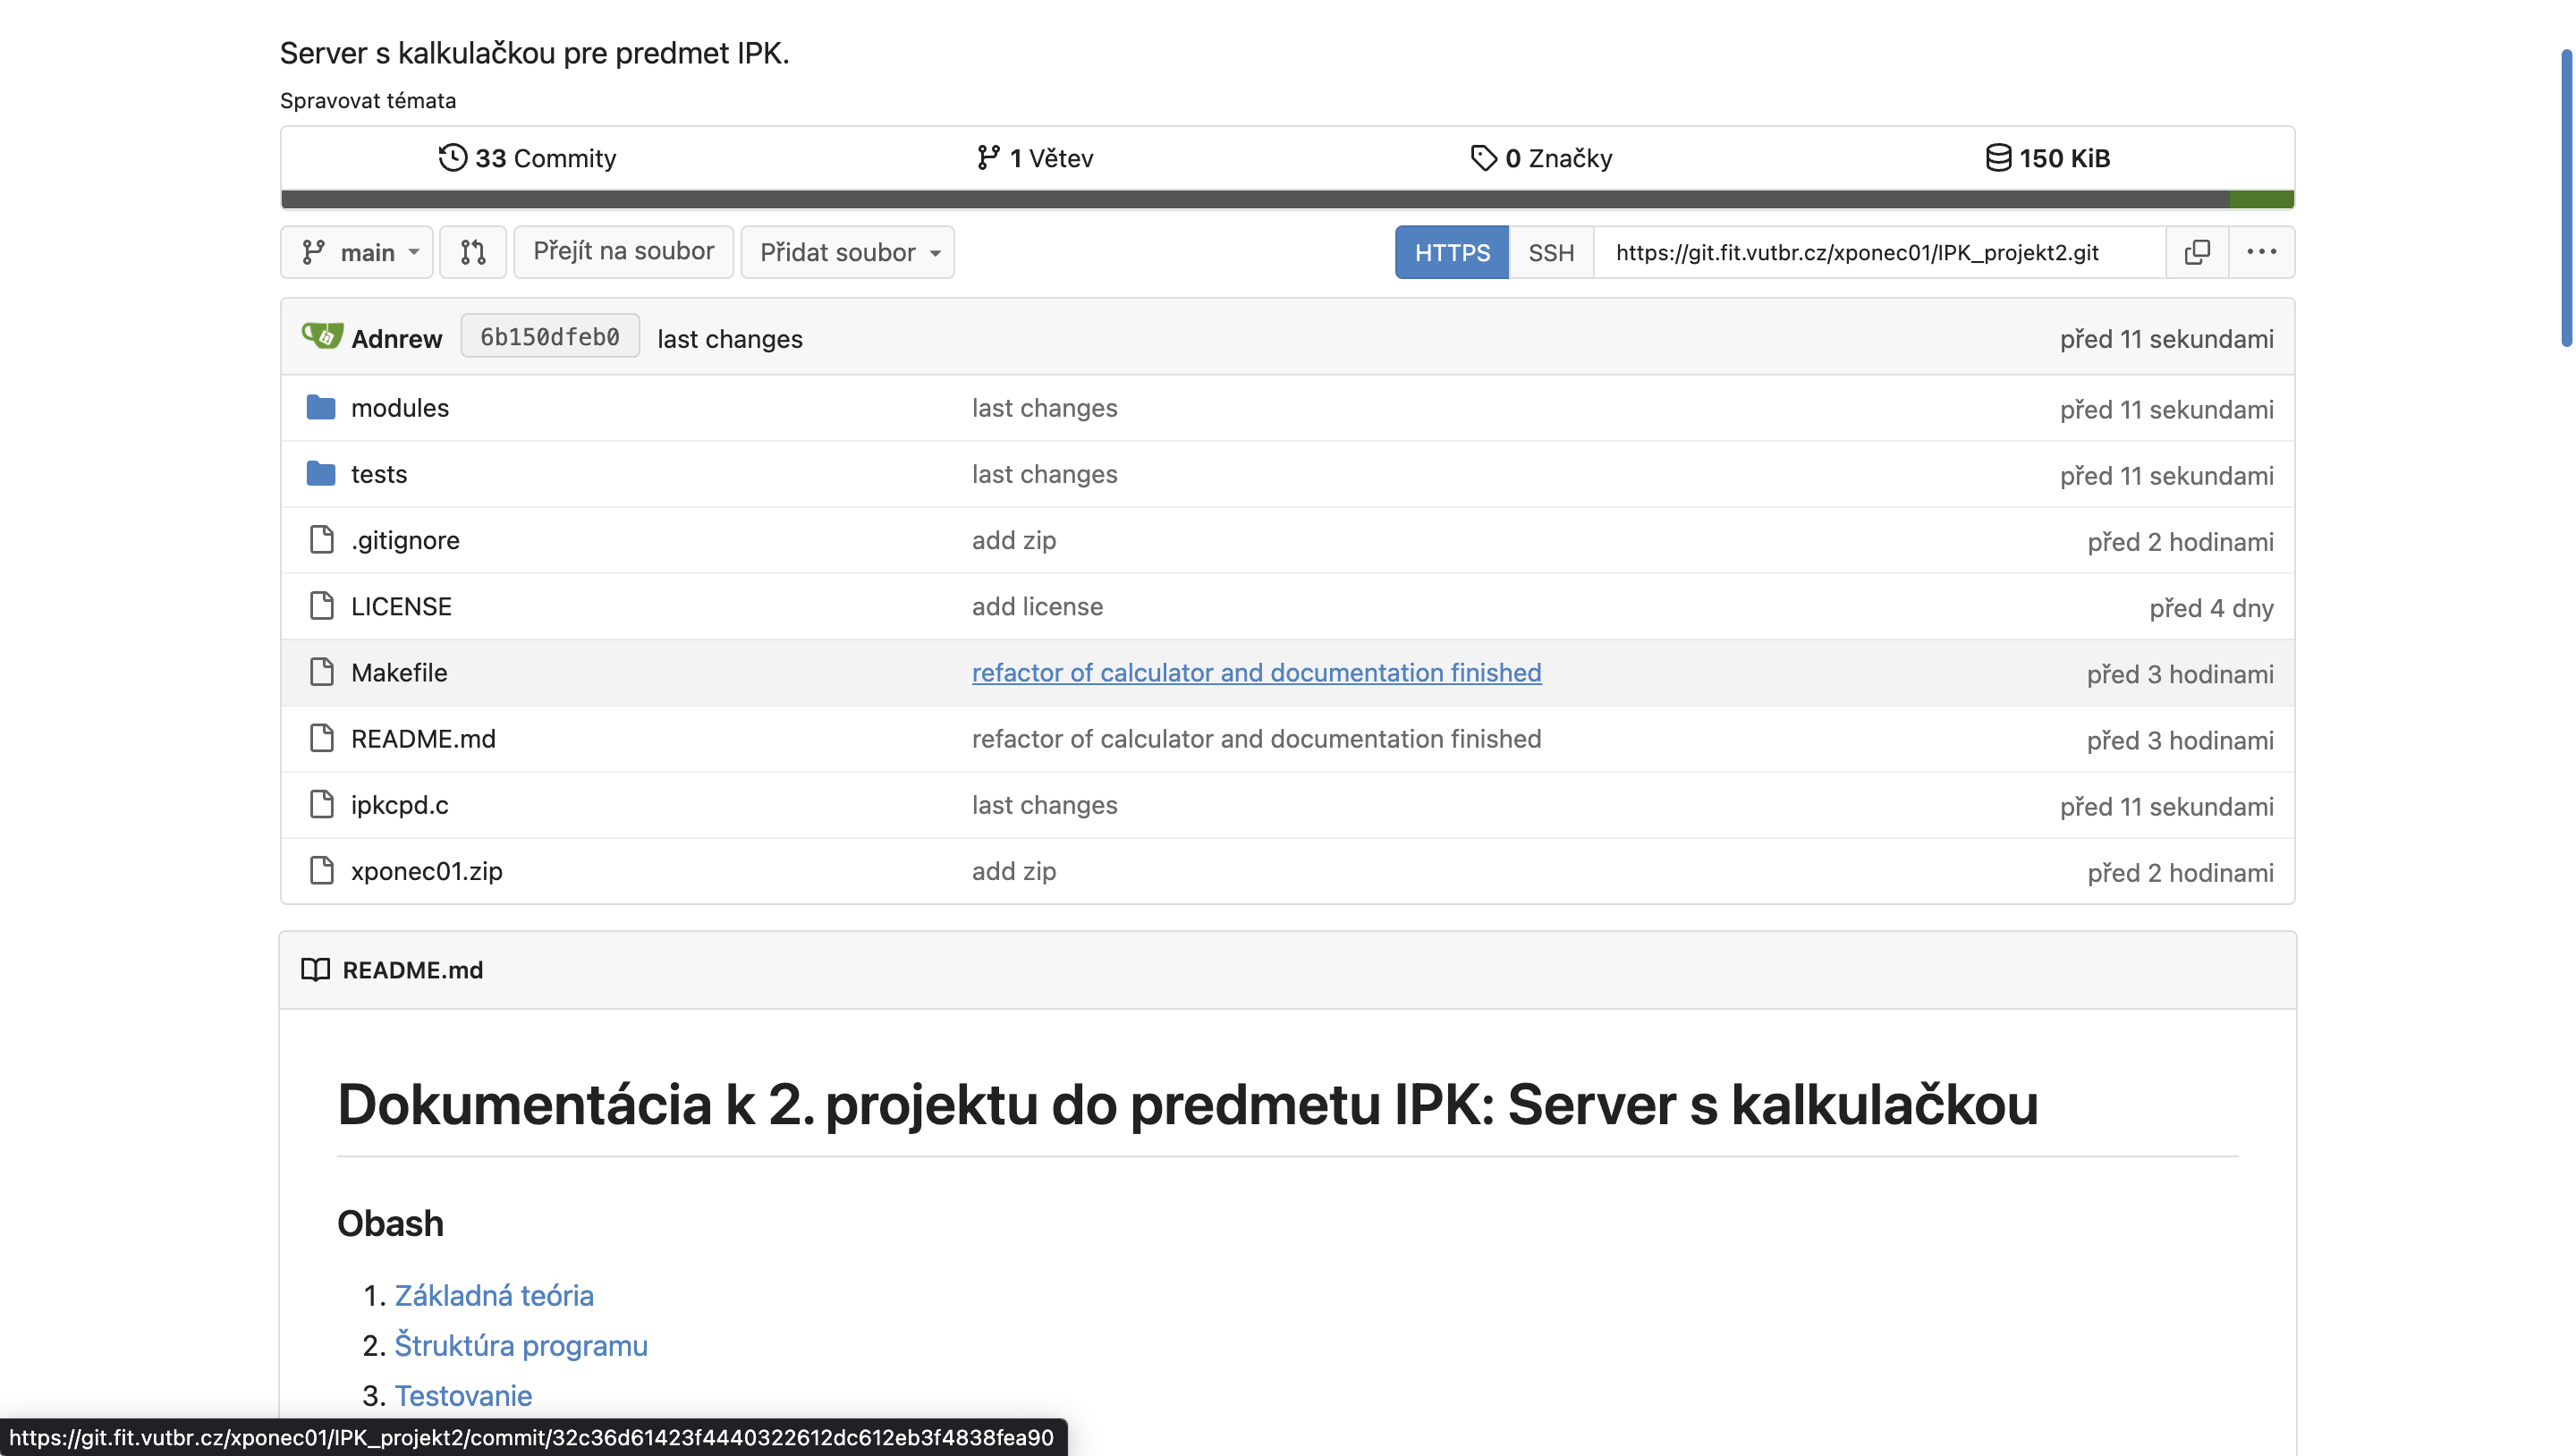 Server s kalkulačkou pre predmet IPK.
Spravovat témata
33 Commity 1 Větev 0 Značky 150 KiB
main Přejít na soubor Přidat soubor HTTPS SSH https://git.fit.vutbr.cz/xponec01/IPK_projekt2.git
Adnrew 6b150dfeb0 last changes před 11 sekundami
modules last changes před 11 sekundami
tests last changes před 11 sekundami
.gitignore add zip před 2 hodinami
LICENSE add license před 4 dny
Makefile refactor of calculator and documentation finished před 3 hodinami
README.md refactor of calculator and documentation finished před 3 hodinami
ipkcpd.c last changes před 11 sekundami
xponec01.zip add zip před 2 hodinami
README.md
Dokumentácia k 2. projektu do predmetu IPK: Server s kalkulačkou
Obash
1. Základná teória
2. Štruktúra programu
3. Testovanie
https://git.fit.vutbr.cz/xponec01/IPK_projekt2/commit/32c36d61423f4440322612dc612eb3f4838fea90